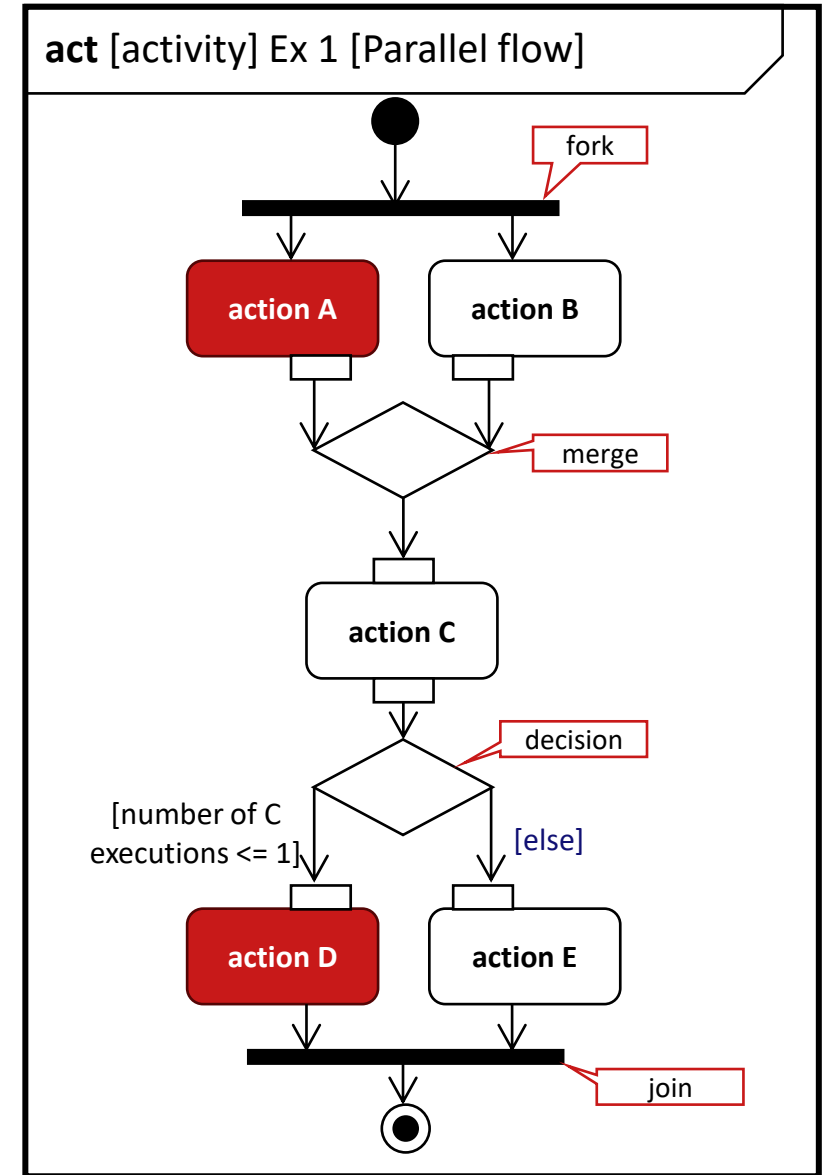 act [activity] Ex 1 [Parallel flow]
fork
action A
action B
merge
action C
decision
[number of C
executions <= 1]
[else]
action D
action E
join